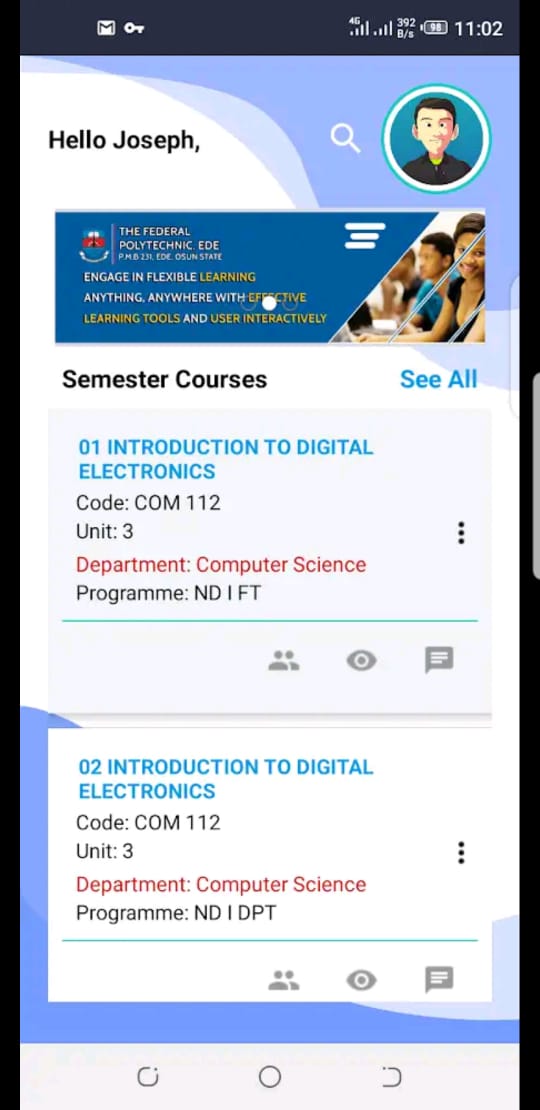 4G 392 B/s 98 11:02
Hello Joseph,
THE FEDERAL
POLYTECHNIC, EDE
P.M.B 231, EDE. OSUN STATE
ENGAGE IN FLEXIBLE LEARNING
ANYTHING, ANYWHERE WITH EFFECTIVE
LEARNING TOOLS AND USER INTERACTIVELY
Semester Courses
See All
01 INTRODUCTION TO DIGITAL
ELECTRONICS
Code: COM 112
Unit: 3
Department: Computer Science
Programme: ND I FT
02 INTRODUCTION TO DIGITAL
ELECTRONICS
Code: COM 112
Unit: 3
Department: Computer Science
Programme: ND I DPT